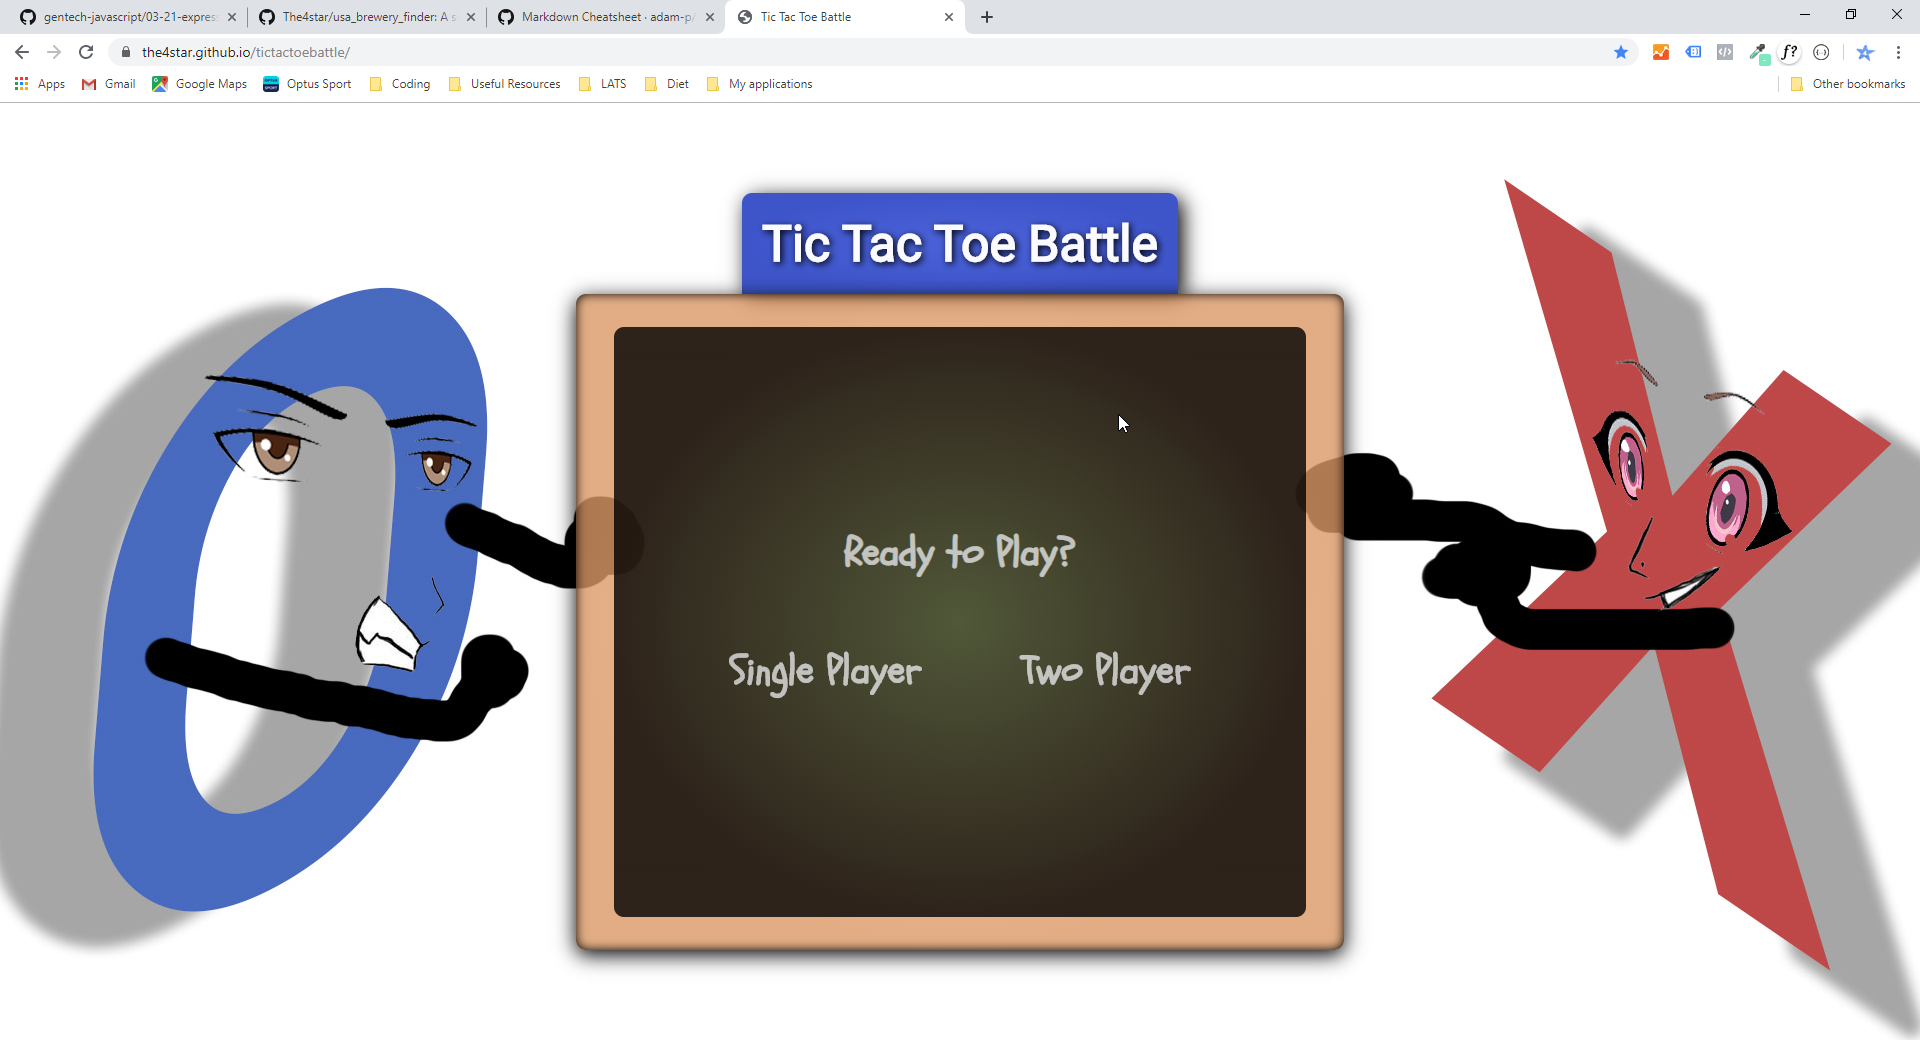 gentech-javascript/03-21-expres
The4star/usa_brewery_finder: A s
Markdown Cheatsheet · adam-p/
Tic Tac Toe Battle
the4star.github.io/tictactoebattle/
f?
Apps
Gmail
Google Maps
Optus Sport
Coding
Useful Resources
LATS
Diet
My applications
Other bookmarks
Tic Tac Toe Battle
Ready to Play?
Single Player
Two Player